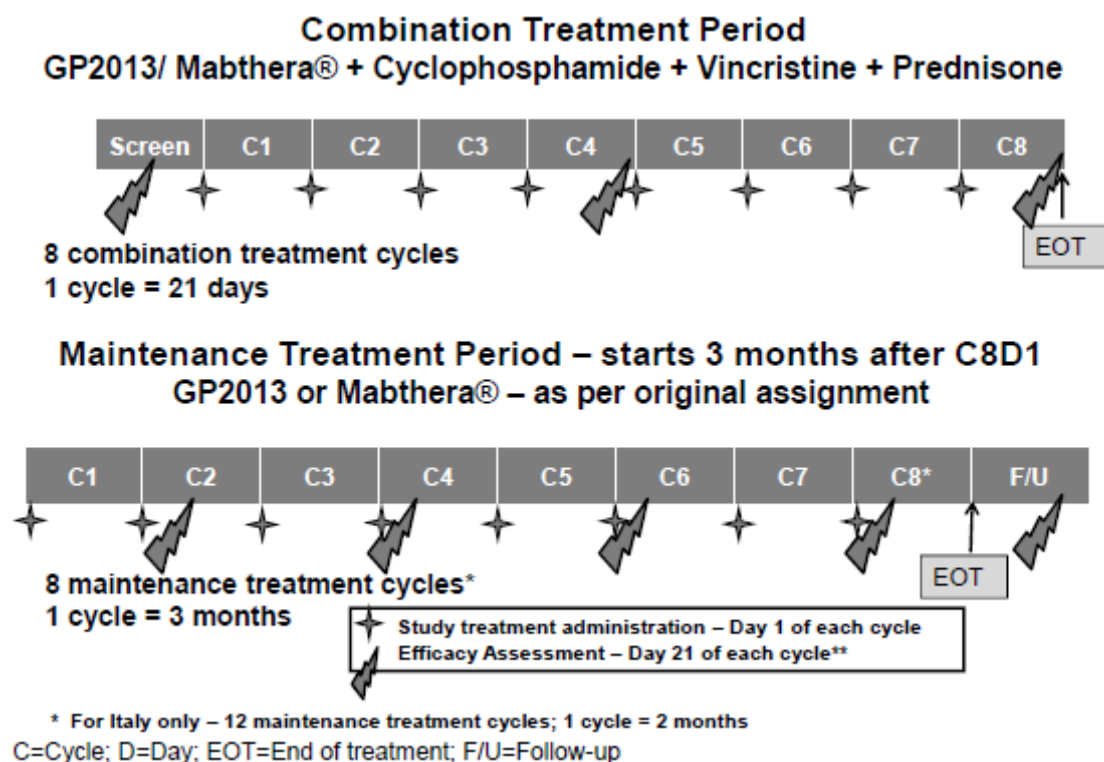 Combination Treatment Period
GP2013/ Mabthera® + Cyclophosphamide + Vincristine + Prednisone
Screen C1 C2 C3 C4 C5 C6 C7 C8
EOT
8 combination treatment cycles
1 cycle = 21 days
Maintenance Treatment Period – starts 3 months after C8D1
GP2013 or Mabthera® – as per original assignment
C1 C2 C3 C4 C5 C6 C7 C8* F/U
EOT
8 maintenance treatment cycles*
1 cycle = 3 months
Study treatment administration – Day 1 of each cycle
Efficacy Assessment – Day 21 of each cycle**
* For Italy only – 12 maintenance treatment cycles; 1 cycle = 2 months
C=Cycle; D=Day; EOT=End of treatment; F/U=Follow-up